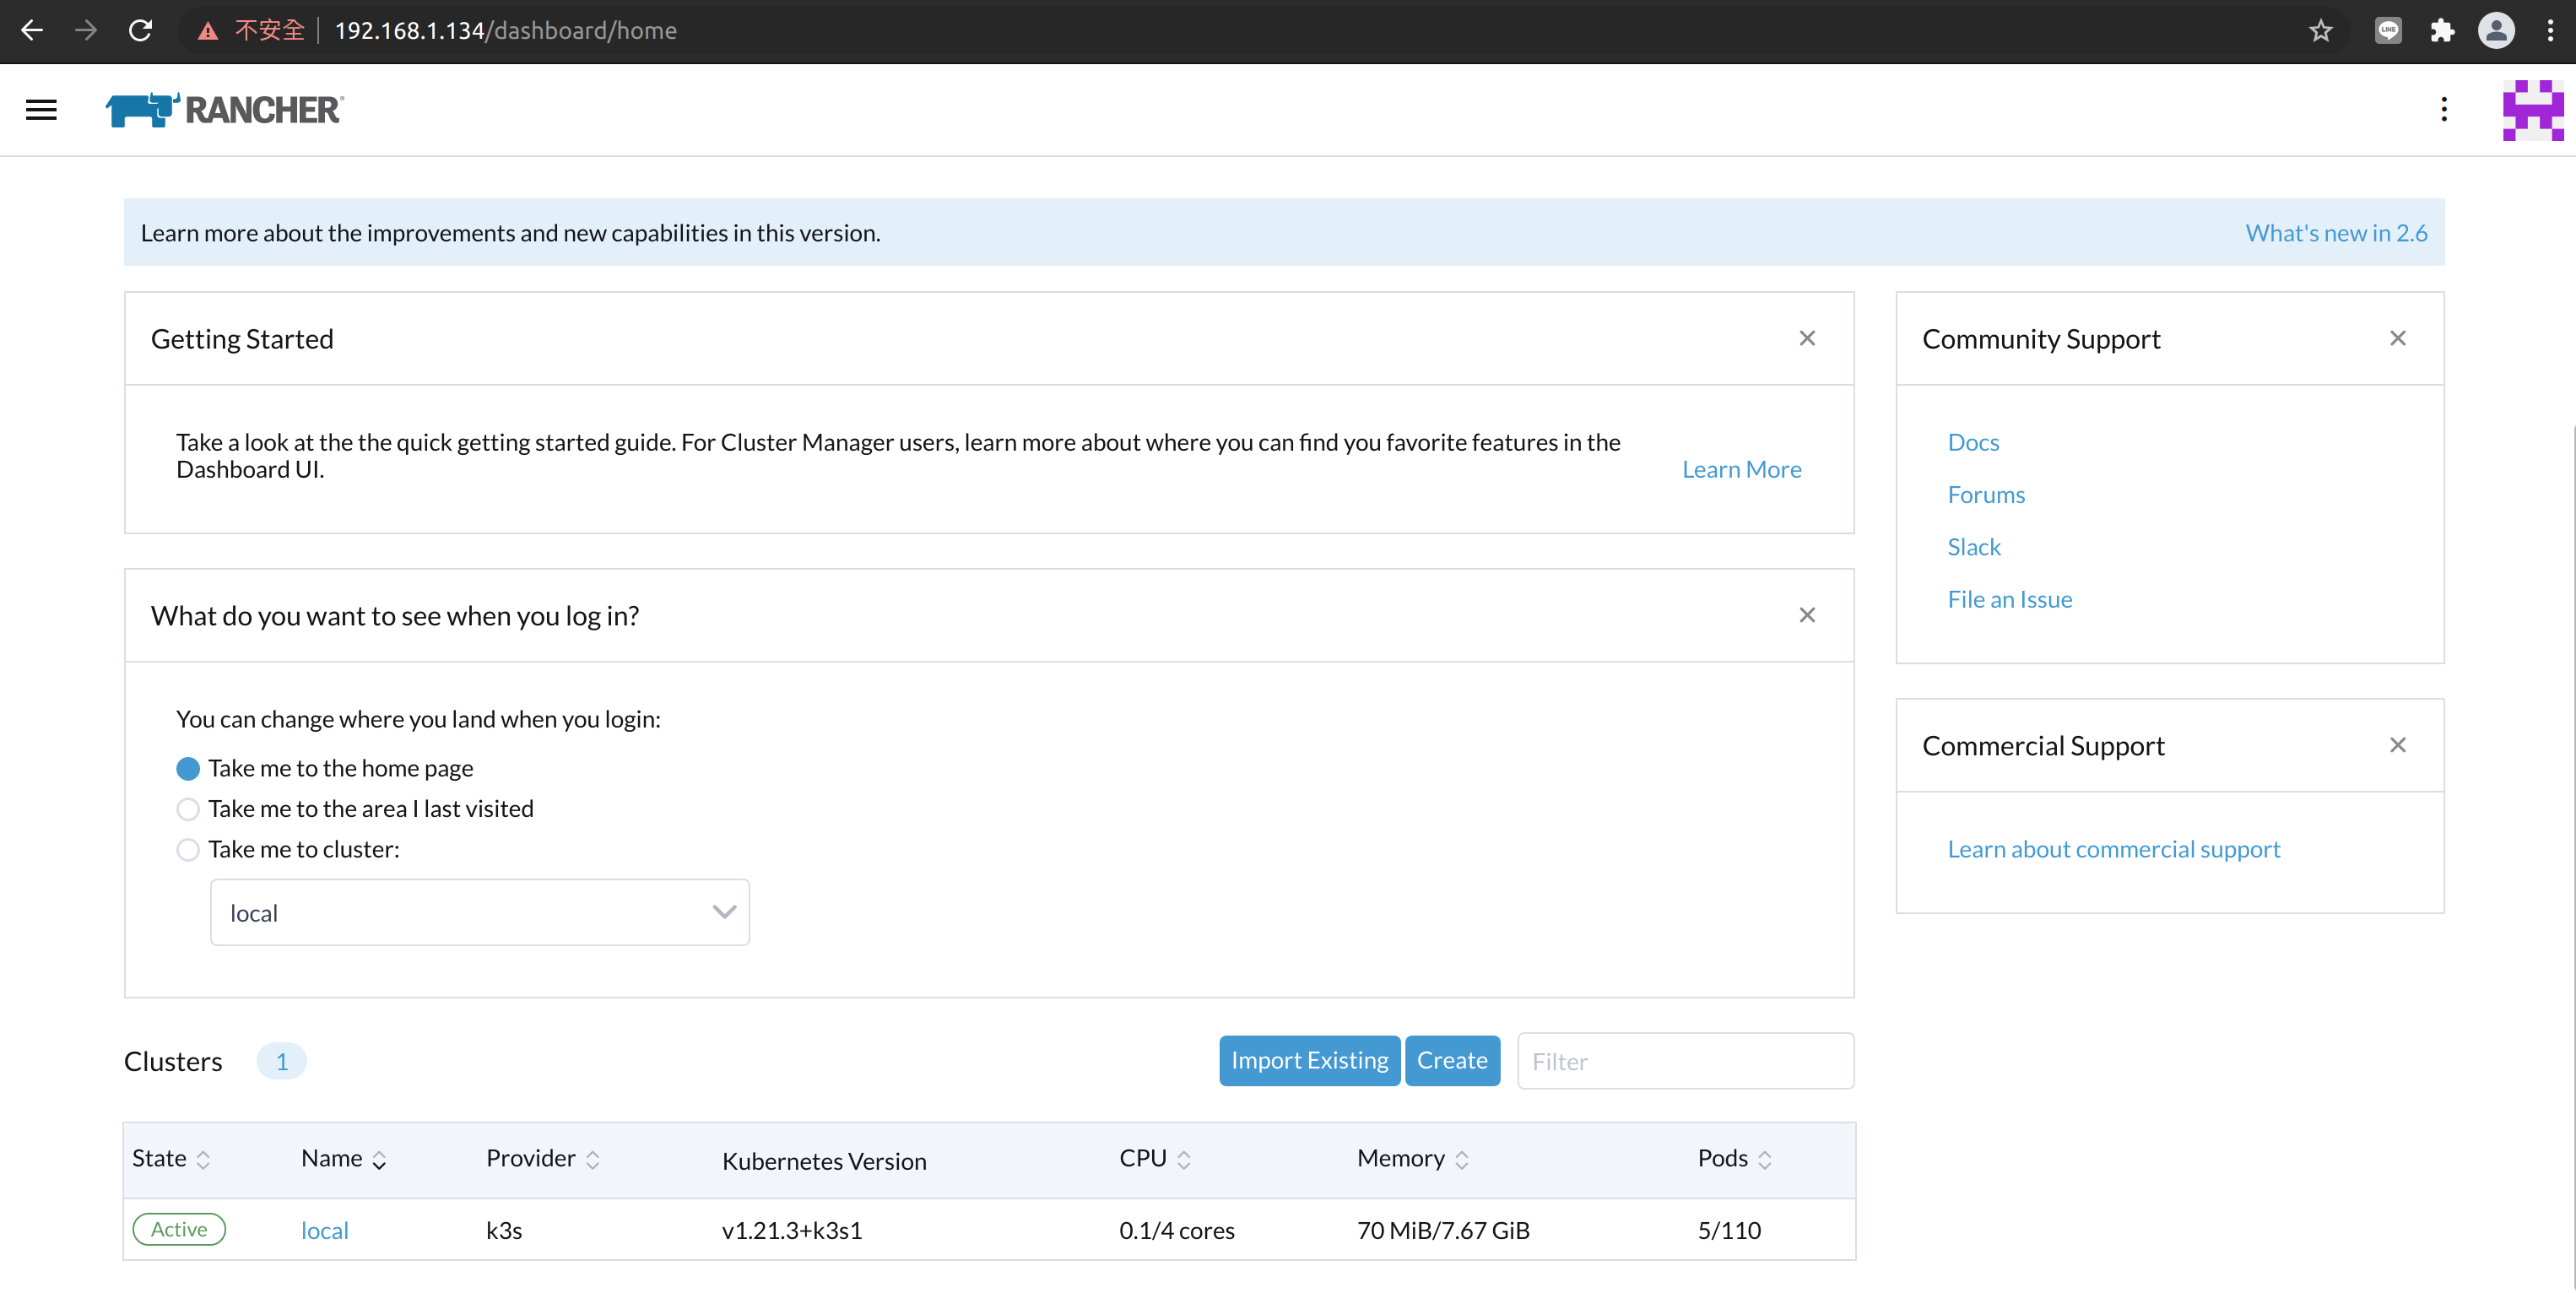 不安全 192.168.1.134/dashboard/home
LINE
RANCHER
Learn more about the improvements and new capabilities in this version.
What's new in 2.6
Getting Started
Take a look at the the quick getting started guide. For Cluster Manager users, learn more about where you can find you favorite features in the
Dashboard UI.
Learn More
What do you want to see when you log in?
You can change where you land when you login:
Take me to the home page
Take me to the area I last visited
Take me to cluster:
local
Community Support
Docs
Forums
Slack
File an Issue
Commercial Support
Learn about commercial support
Clusters 1 Import Existing Create Filter
State Name Provider Kubernetes Version CPU Memory Pods
Active local k3s v1.21.3+k3s1 0.1/4 cores 70 MiB/7.67 GiB 5/110